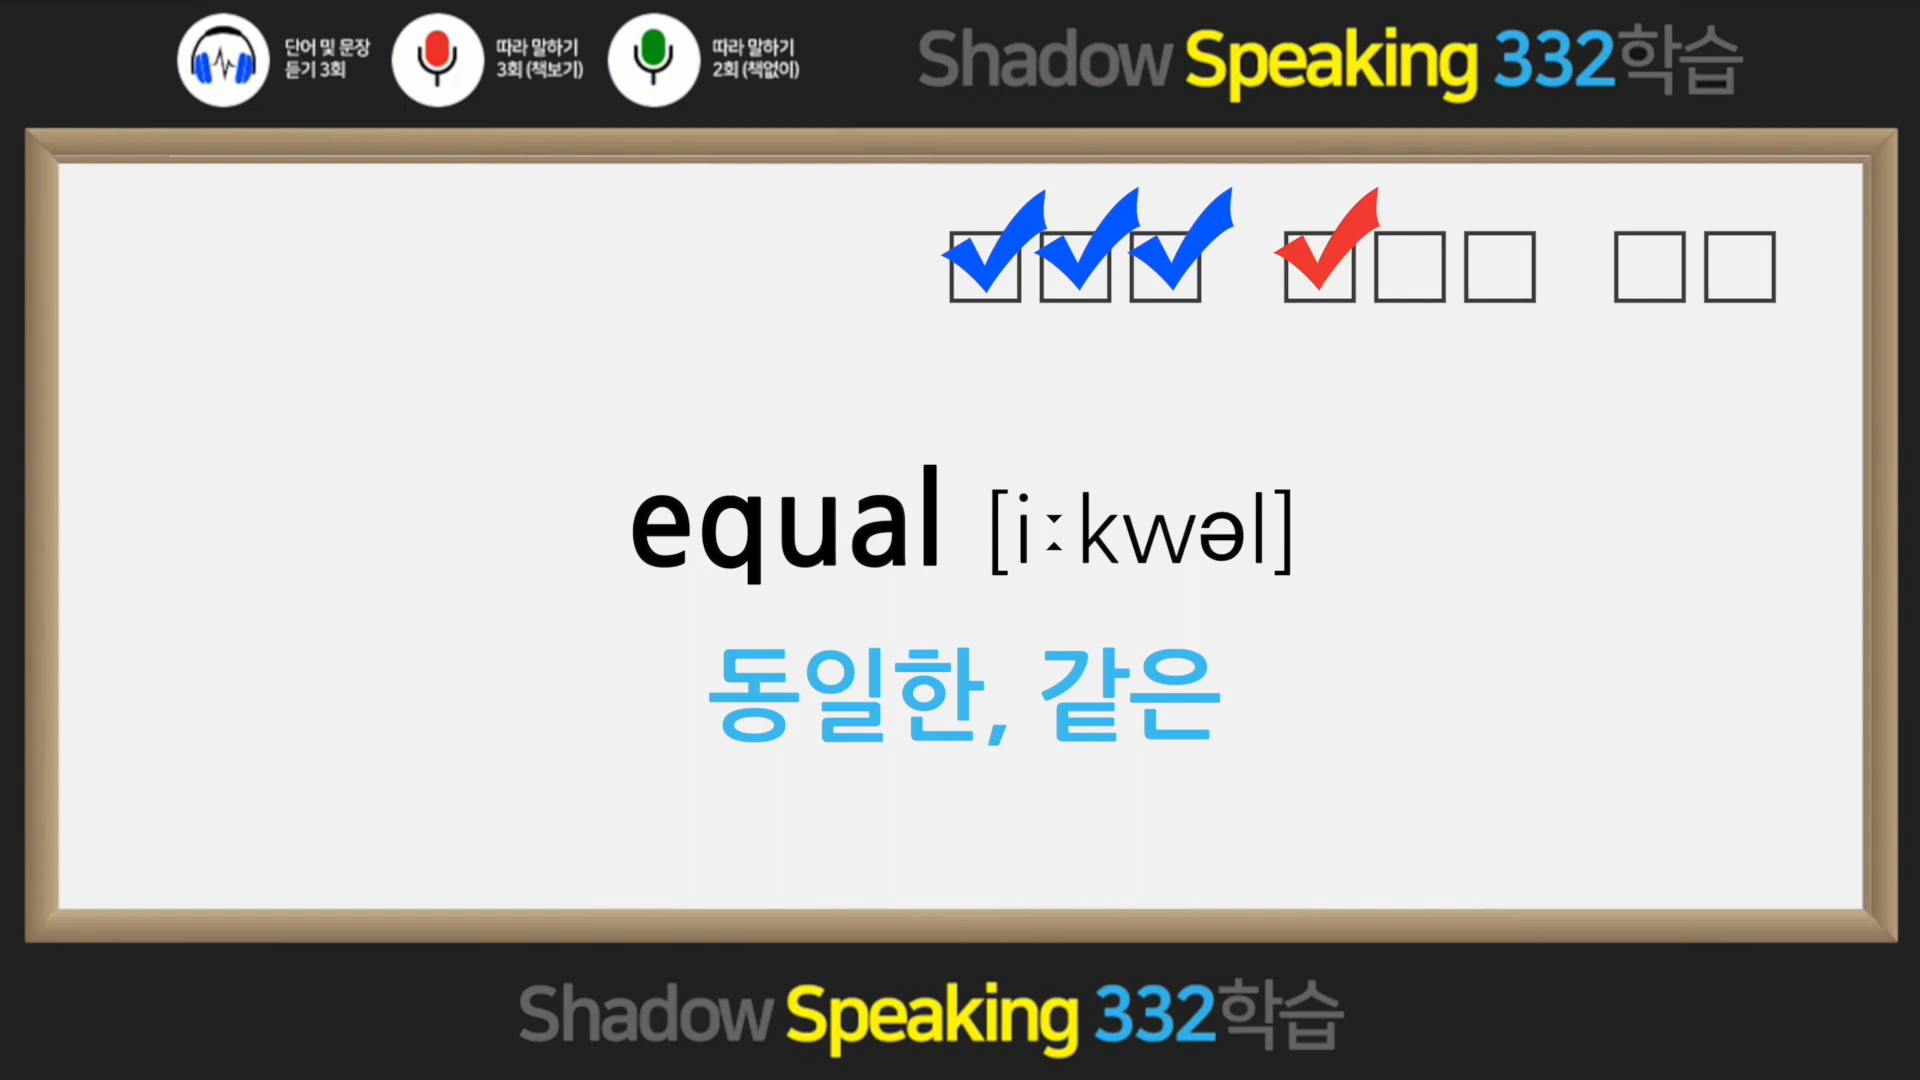 단어 및 문장
듣기 3회
따라 말하기
3회 (책보기)
따라 말하기
2회 (책없이)
Shadow Speaking 332학습
equal [iːkwəl]
동일한, 같은
Shadow Speaking 332학습